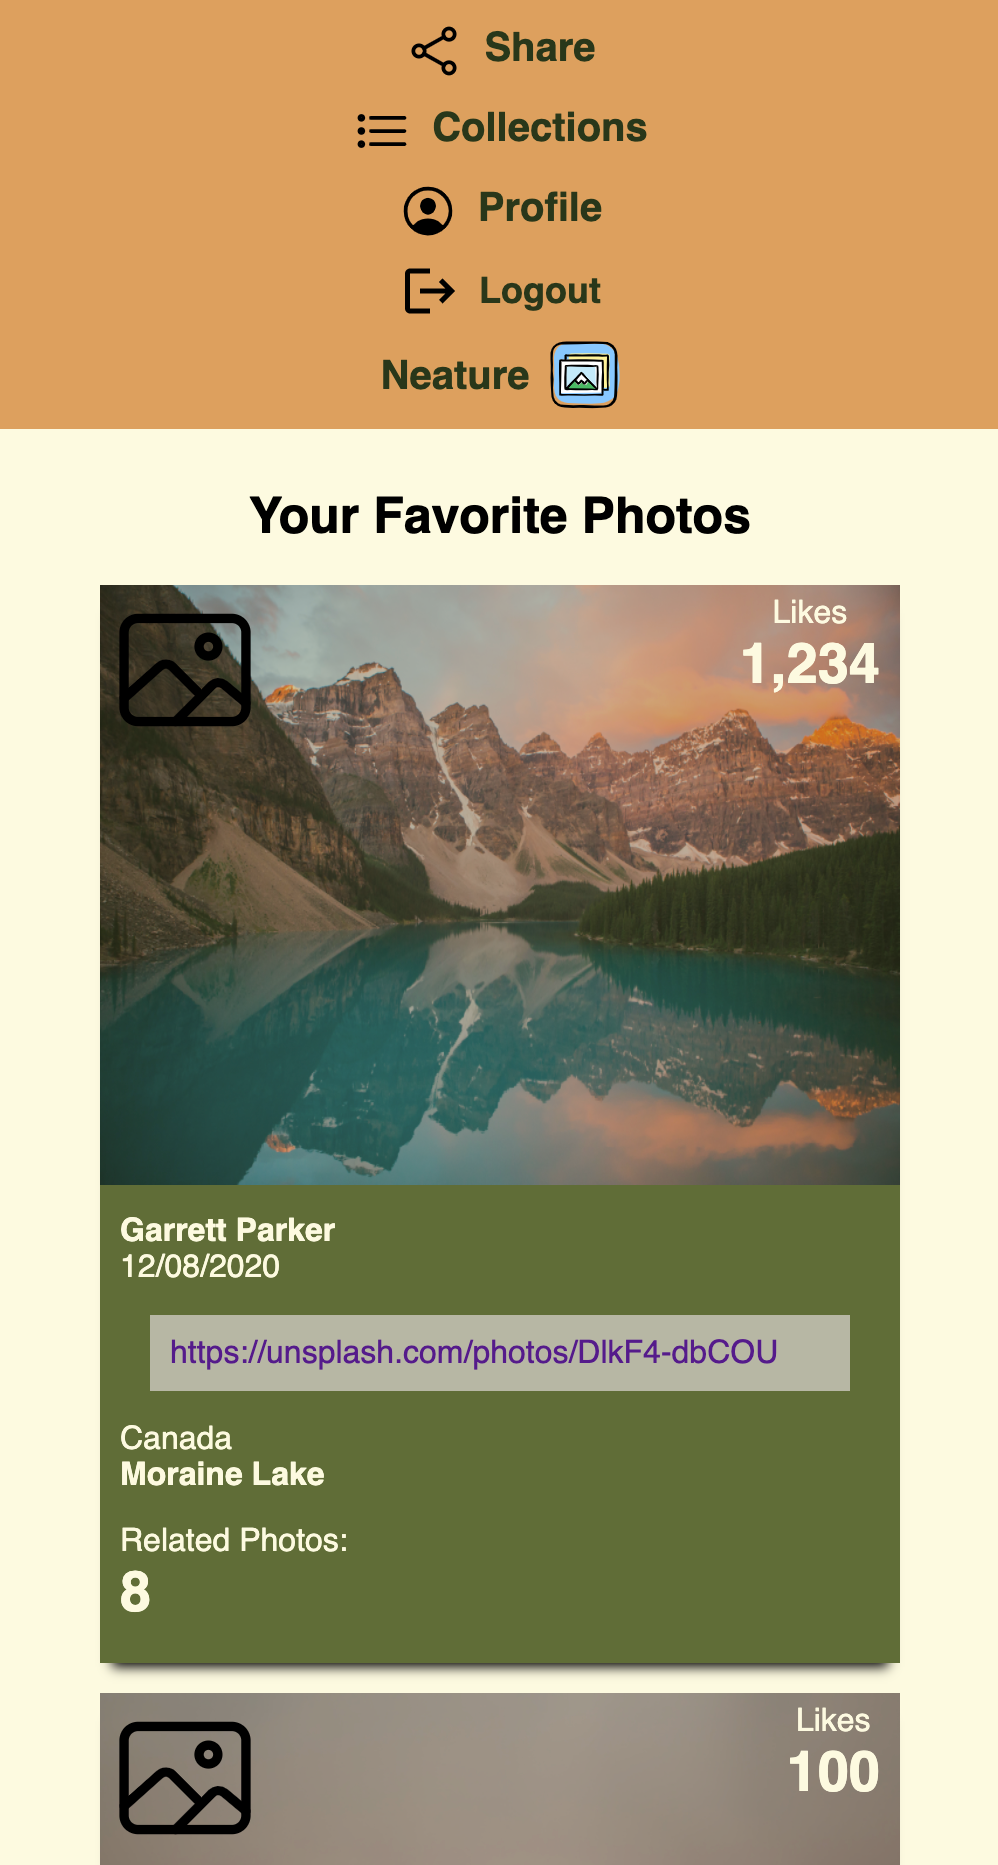 Share
Collections
Profile
Logout
Neature
Your Favorite Photos
Likes
1,234
Garrett Parker
12/08/2020
https://unsplash.com/photos/DlkF4-dbCOU
Canada
Moraine Lake
Related Photos:
8
Likes
100